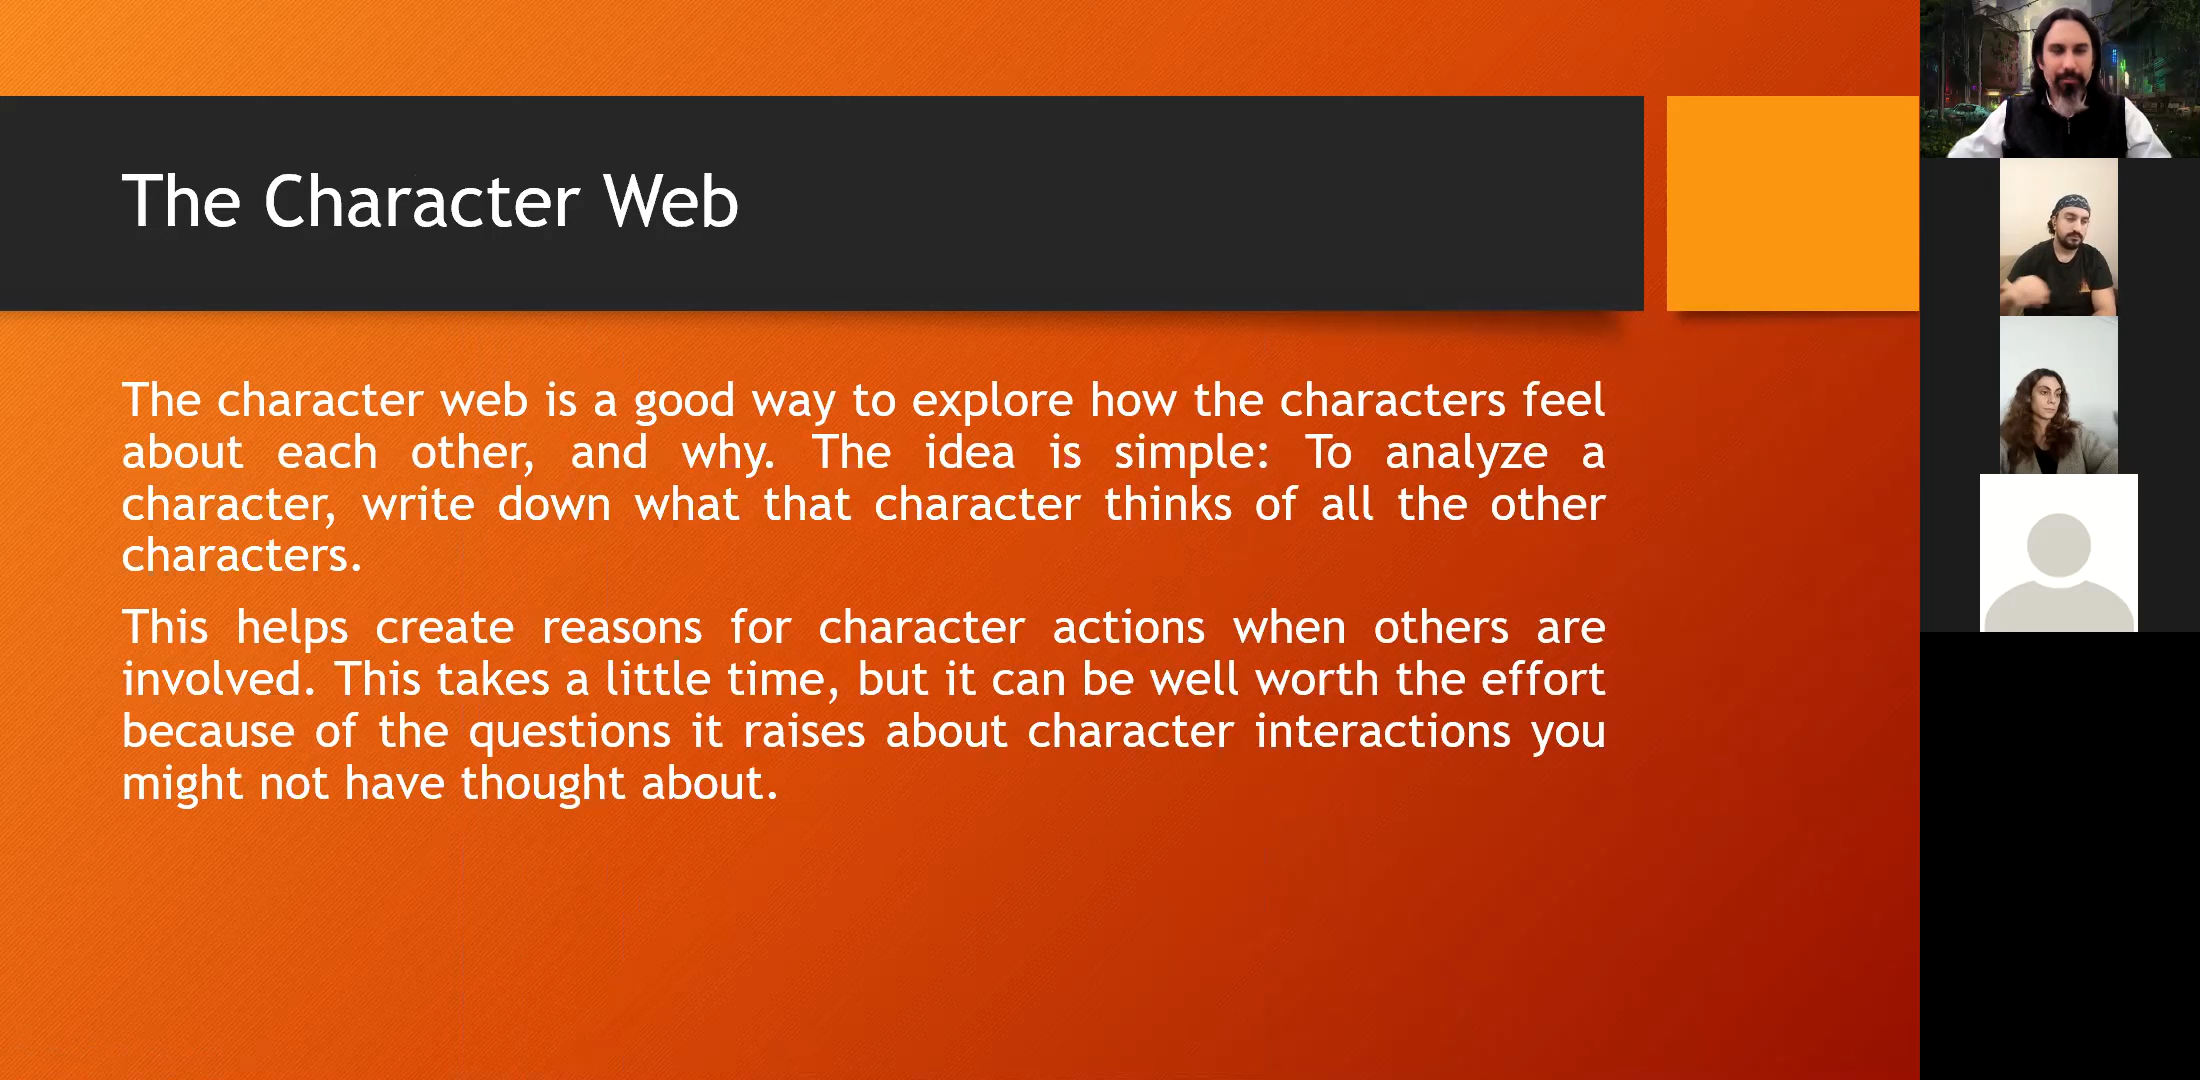 The Character Web
The character web is a good way to explore how the characters feel
about each other, and why. The idea is simple: To analyze a
character, write down what that character thinks of all the other
characters.
This helps create reasons for character actions when others are
involved. This takes a little time, but it can be well worth the effort
because of the questions it raises about character interactions you
might not have thought about.